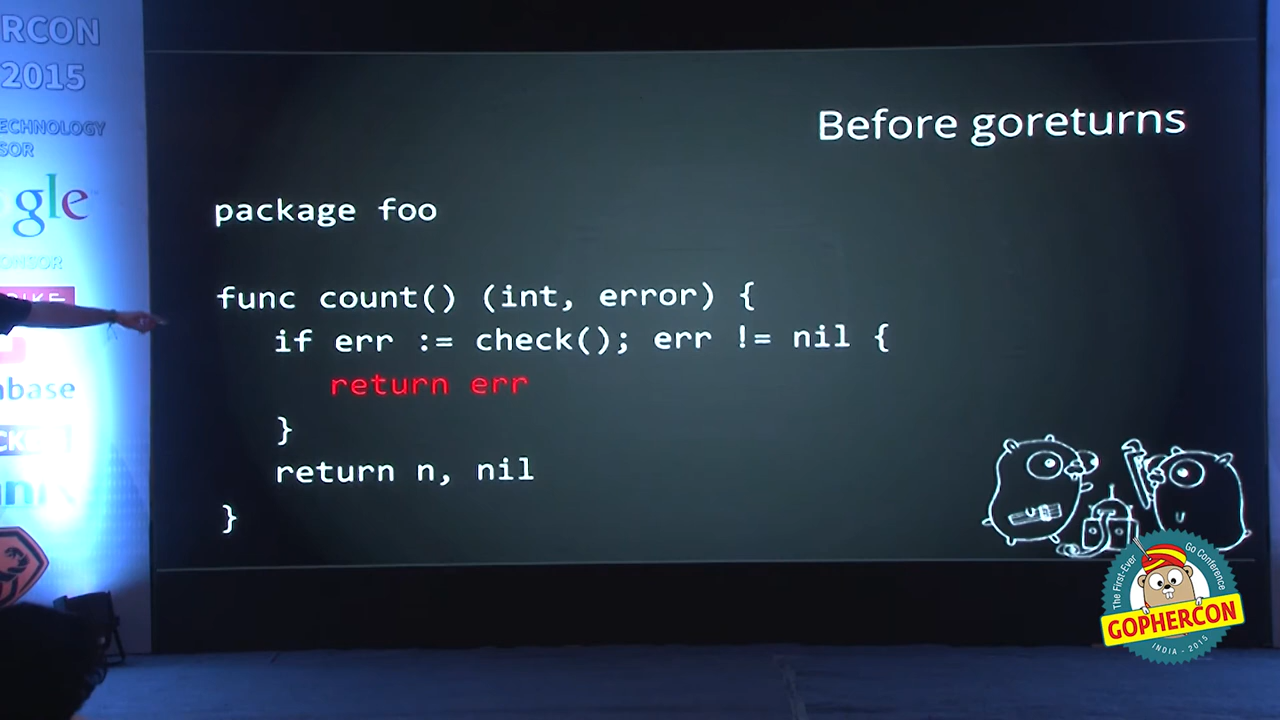 RCON
2015
ECHNOLOGY
SOR
gle
ONSOR
Before goreturns
package foo
func count() (int, error) {
if err := check(); err != nil {
return err
}
return n, nil
}
The First-Ever Go Conference
GOPHERCON
INDIA - 2015